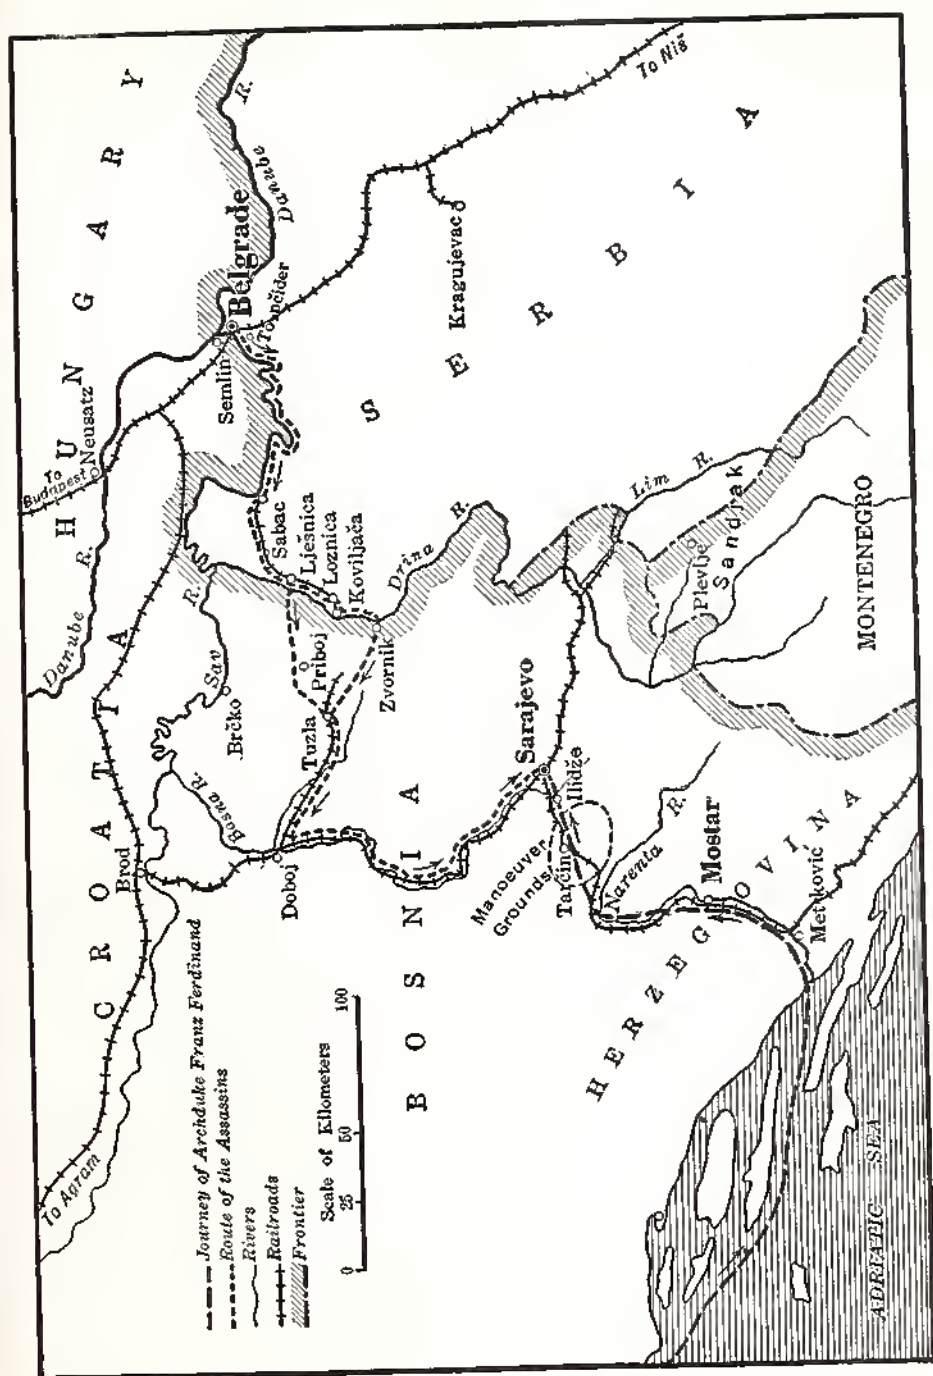 HUNGARY
CROATIA
BOSNIA
HERZEGOVINA
SERBIA
MONTENEGRO
Sandjak
ADRIATIC SEA
To Agram
To Budapest
To Niš
Danube R.
Neusatz
Danube R.
Semlin
Belgrade
Topčider
Brod
Sav R.
Brčko
Bosna R.
Doboj
Tuzla
Priboj
Šabac
Lješnica
Loznica
Koviljača
Zvornik
Drina R.
Kragujevac
Lim R.
Plevlje
Sarajevo
Ilidže
Tarčin
Manoeuver
Grounds
Narenta R.
Mostar
Metković
Journey of Archduke Franz Ferdinand
Route of the Assassins
Rivers
Railroads
Frontier
Scale of Kilometers
0 25 50 100